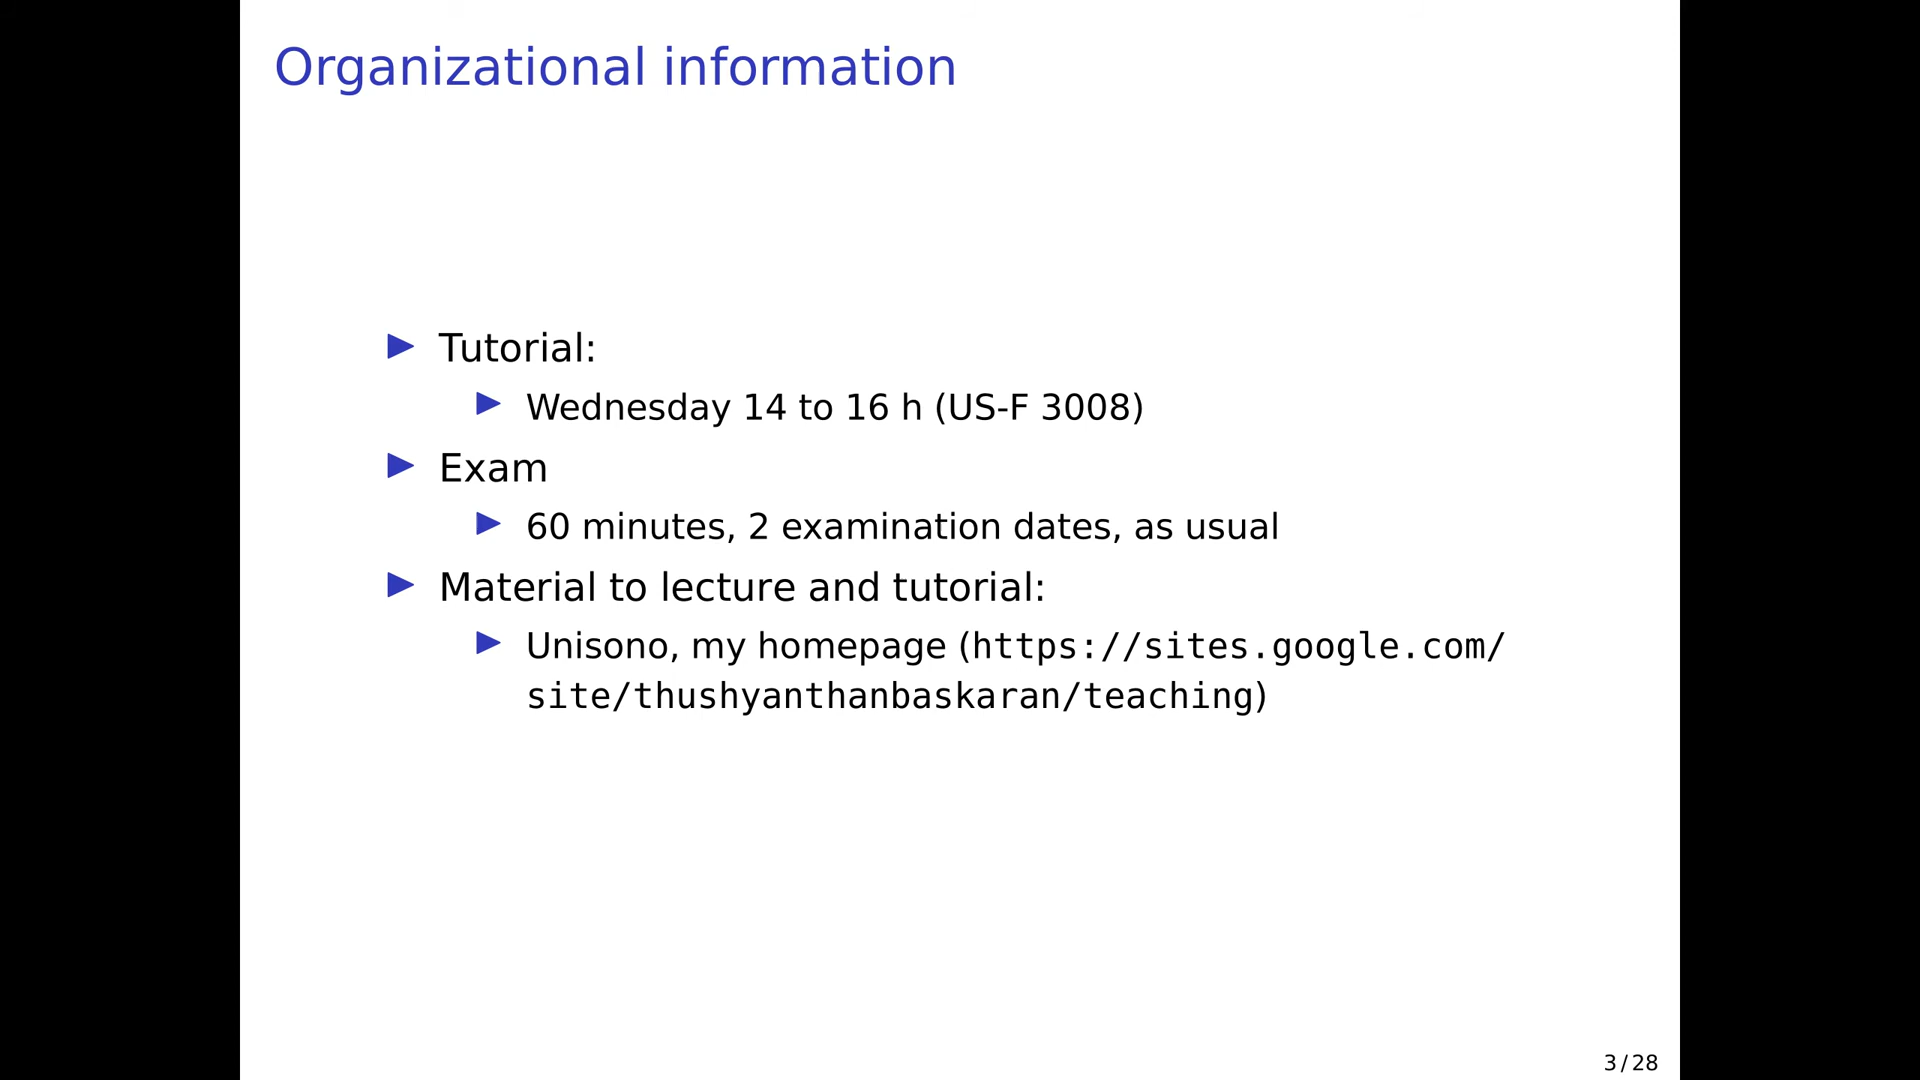 Organizational information
Tutorial:
Wednesday 14 to 16 h (US-F 3008)
Exam
60 minutes, 2 examination dates, as usual
Material to lecture and tutorial:
Unisono, my homepage (https://sites.google.com/
site/thushyanthanbaskaran/teaching)
3/28